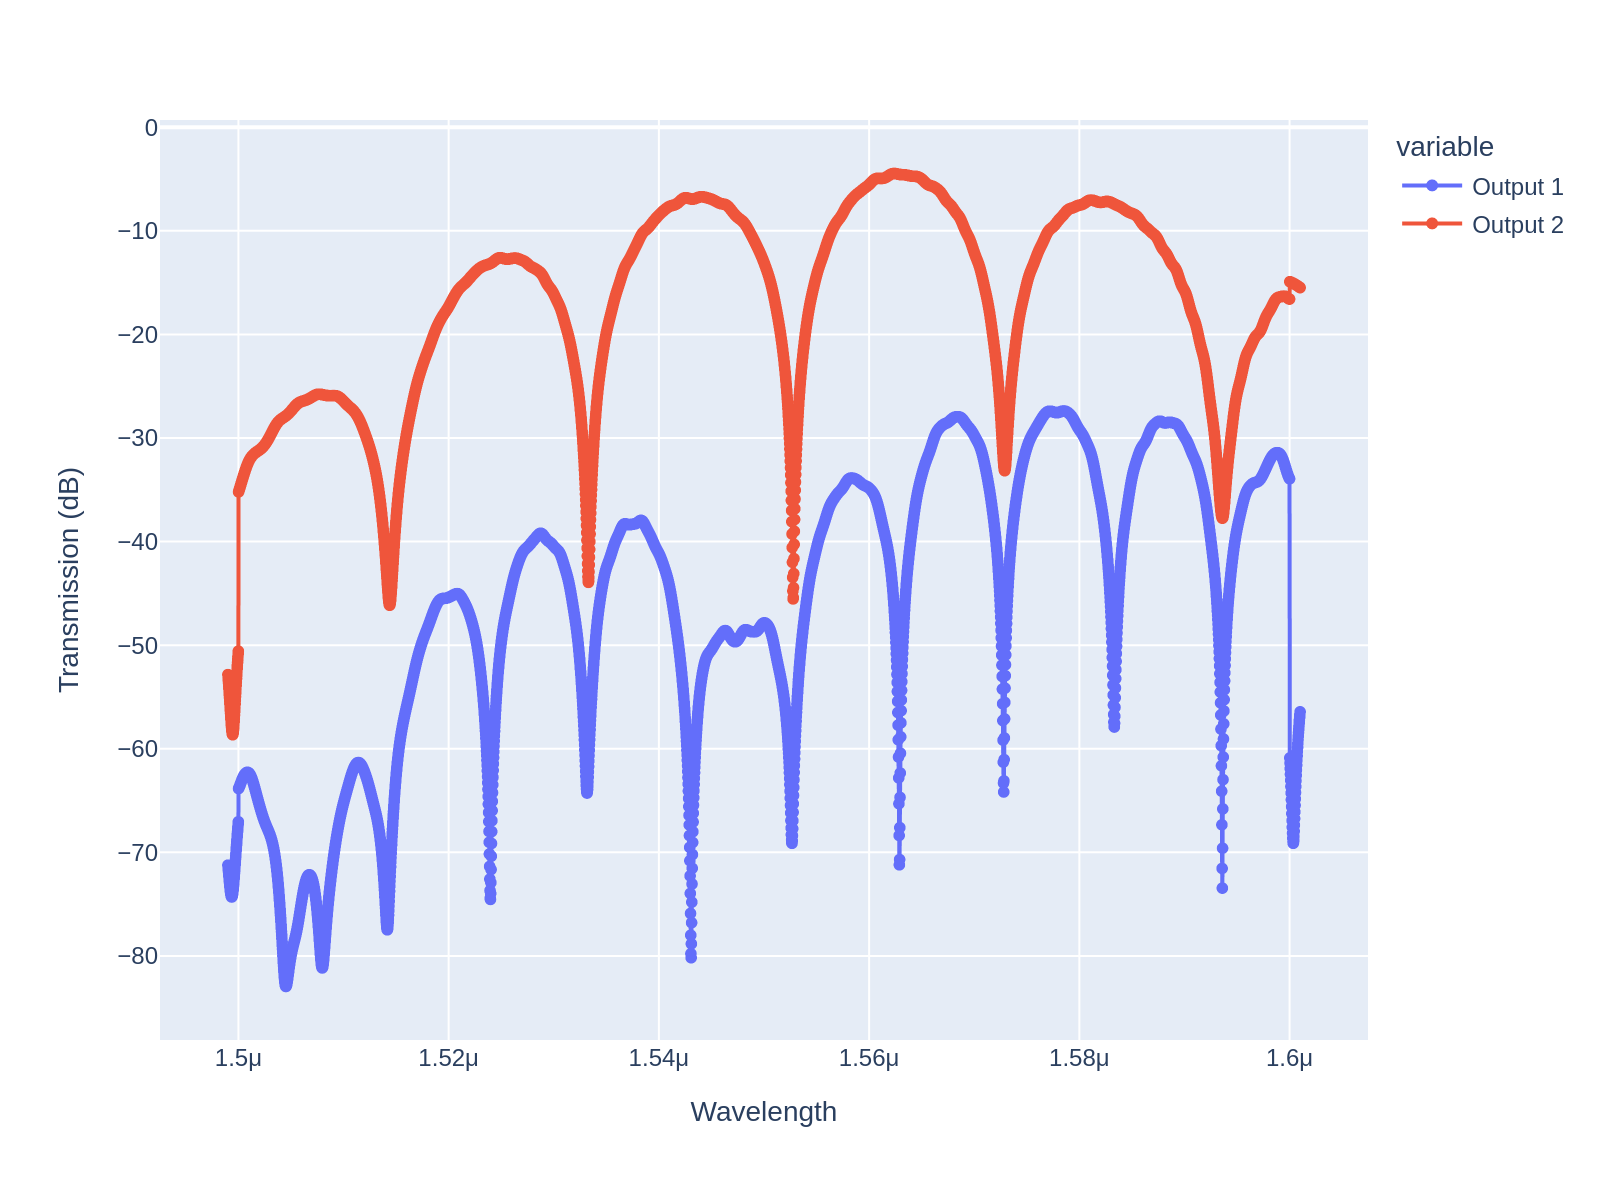 variable
Output 1
Output 2
Transmission (dB)
0
−10
−20
−30
−40
−50
−60
−70
−80
1.5μ
1.52μ
1.54μ
1.56μ
1.58μ
1.6μ
Wavelength